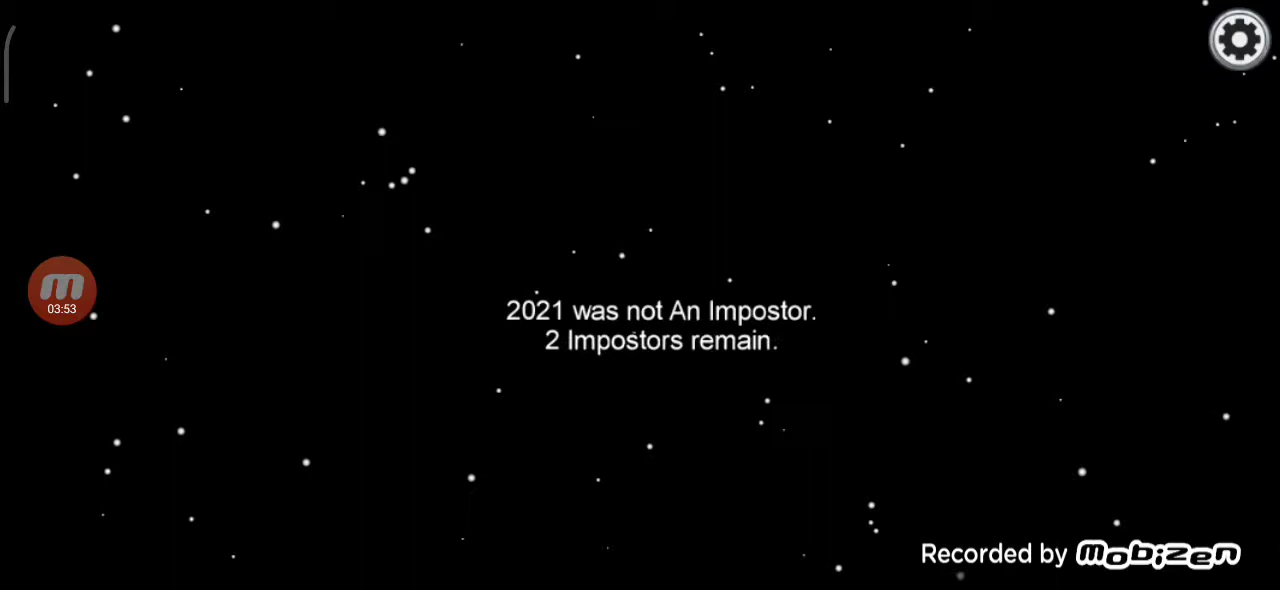 03:53
2021 was not An Impostor.
2 Impostors remain.
Recorded by mobizen